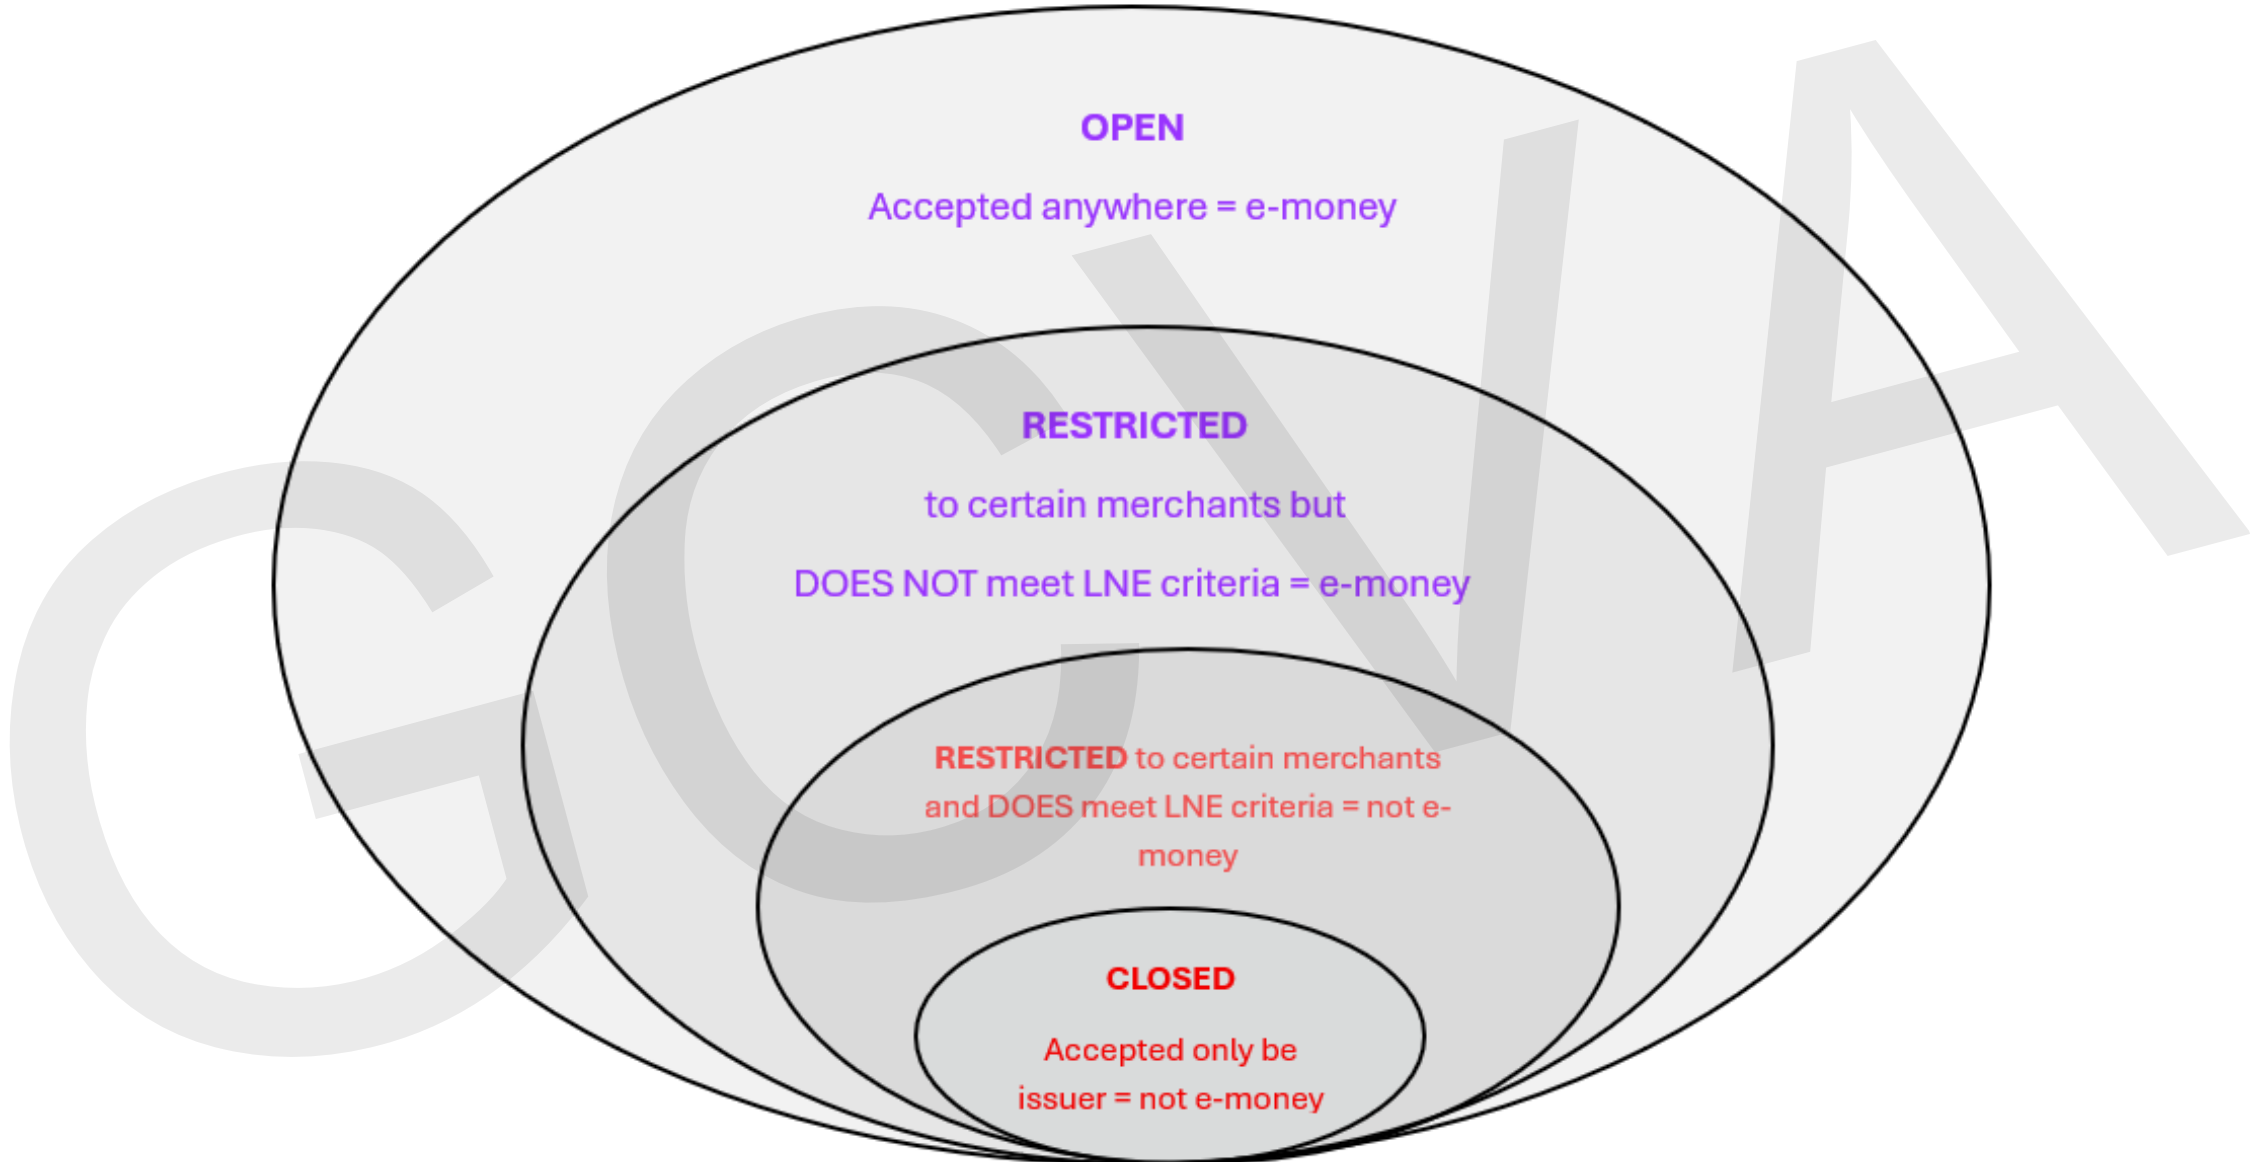 OPEN
Accepted anywhere = e-money
RESTRICTED
to certain merchants but
DOES NOT meet LNE criteria = e-money
RESTRICTED to certain merchants
and DOES meet LNE criteria = not e-
money
CLOSED
Accepted only be
issuer = not e-money
GCVA